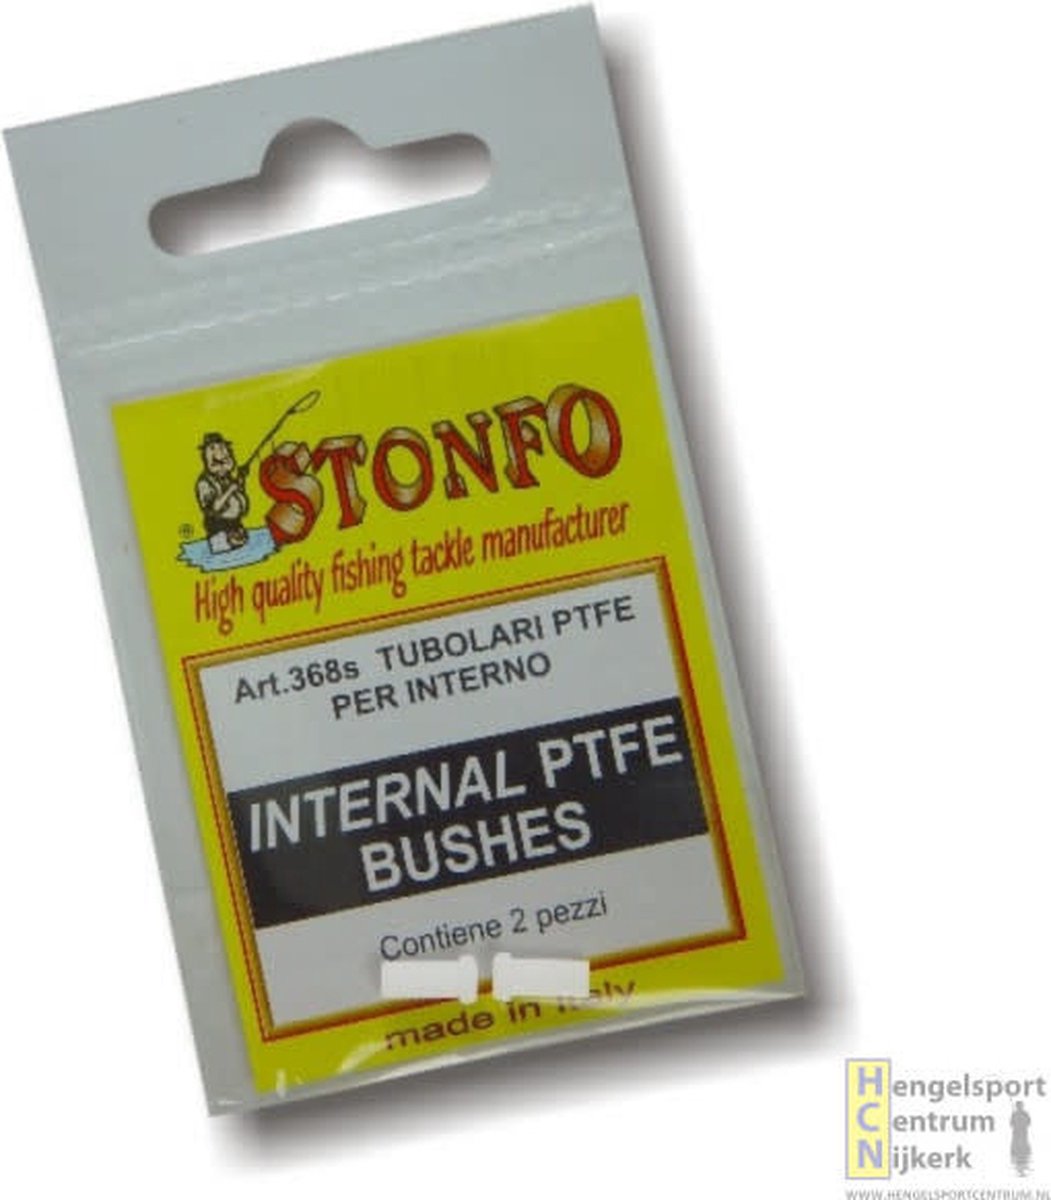 STONFO
®
High quality fishing tackle manufacturer
Art.368s TUBOLARI PTFE
PER INTERNO
INTERNAL PTFE
BUSHES
Contiene 2 pezzi
made in Italy
Hengelsport
Centrum
Nijkerk
WWW.HENGELSPORTCENTRUM.NL